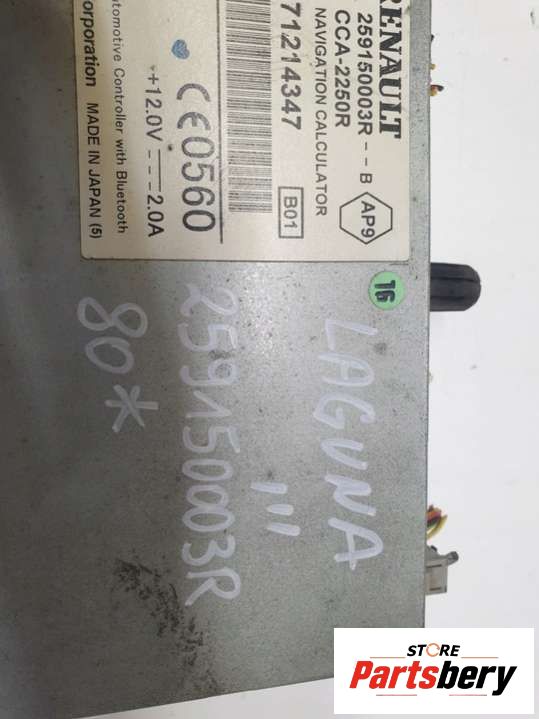 RENAULT
259150003R--B
CCA-2250R
AP9
NAVIGATION CALCULATOR
71214347
B01
CE0560
+12.0V 2.0A
utomotive Controller with Bluetooth
orporation MADE IN JAPAN (5)
16
LAGUNA
III
259150003R
80*
STORE
Partsbery